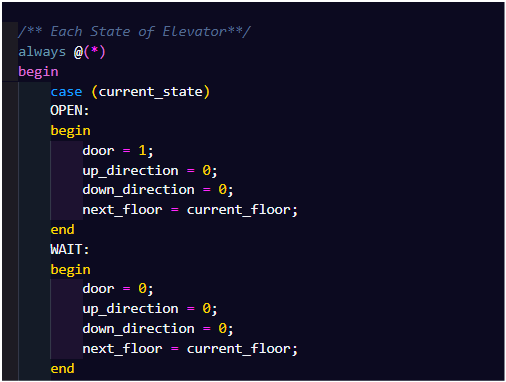 /** Each State of Elevator**/
always @(*)
begin
case (current_state)
OPEN:
begin
door = 1;
up_direction = 0;
down_direction = 0;
next_floor = current_floor;
end
WAIT:
begin
door = 0;
up_direction = 0;
down_direction = 0;
next_floor = current_floor;
end